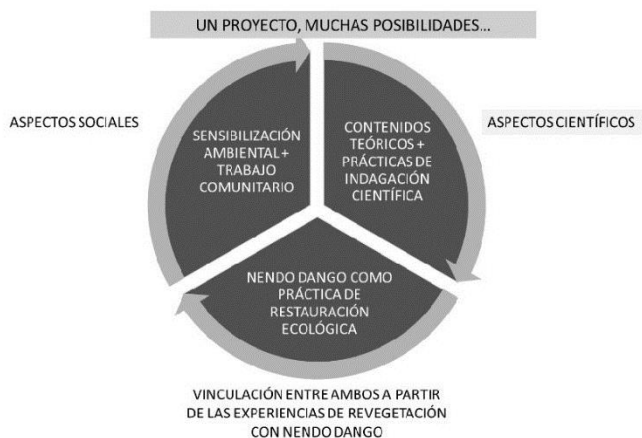 UN PROYECTO, MUCHAS POSIBILIDADES...
ASPECTOS SOCIALES
SENSIBILIZACIÓN
AMBIENTAL +
TRABAJO
COMUNITARIO
CONTENIDOS
TEÓRICOS +
PRÁCTICAS DE
INDAGACIÓN
CIENTÍFICA
ASPECTOS CIENTÍFICOS
NENDO DANGO COMO
PRÁCTICA DE
RESTAURACIÓN
ECOLÓGICA
VINCULACIÓN ENTRE AMBOS A PARTIR
DE LAS EXPERIENCIAS DE REVEGETACIÓN
CON NENDO DANGO